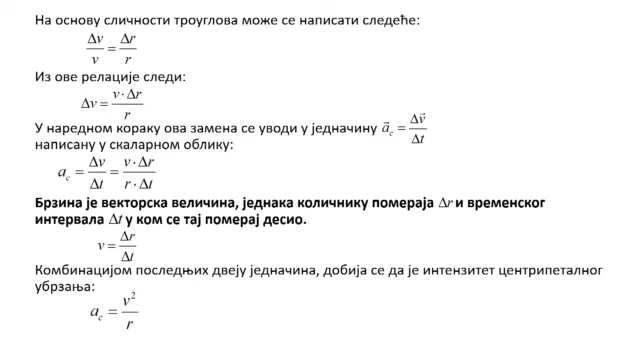 На основу сличности троуглова може се написати следеће:
Δv/v = Δr/r
Из ове релације следи:
Δv = v·Δr/r
У наредном кораку ова замена се уводи у једначину a⃗c = Δv⃗/Δt
написану у скаларном облику:
ac = Δv/Δt = v·Δr/r·Δt
Брзина је векторска величина, једнака количнику помераја Δr и временског
интервала Δt у ком се тај померај десио.
v = Δr/Δt
Комбинацијом последњих двеју једначина, добија се да је интензитет центрипеталног
убрзања:
ac = v²/r